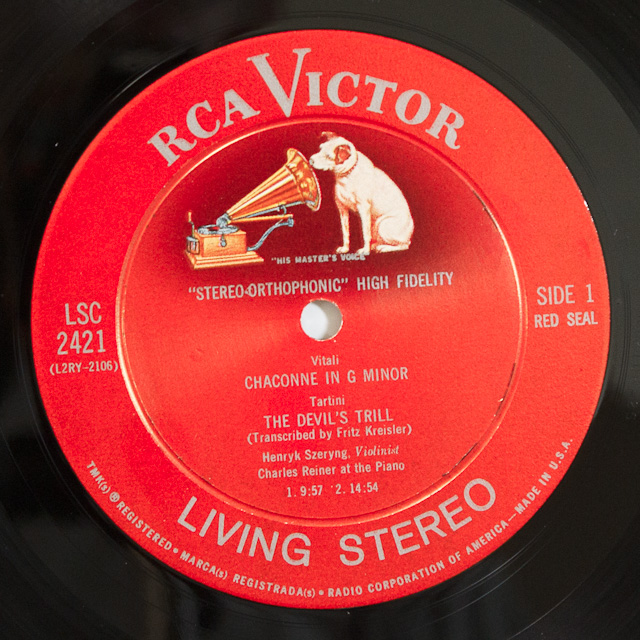 RCA VICTOR
"HIS MASTER'S VOICE"
"STEREO-ORTHOPHONIC" HIGH FIDELITY
LSC
2421
(L2RY-2106)
SIDE 1
RED SEAL
Vitali
CHACONNE IN G MINOR
Tartini
THE DEVIL'S TRILL
(Transcribed by Fritz Kreisler)
Henryk Szeryng, Violinist
Charles Reiner at the Piano
1. 9:57 2. 14:54
LIVING STEREO
TMK(s) ® REGISTERED • MARCA(s) REGISTRADA(s) • RADIO CORPORATION OF AMERICA—MADE IN U.S.A.